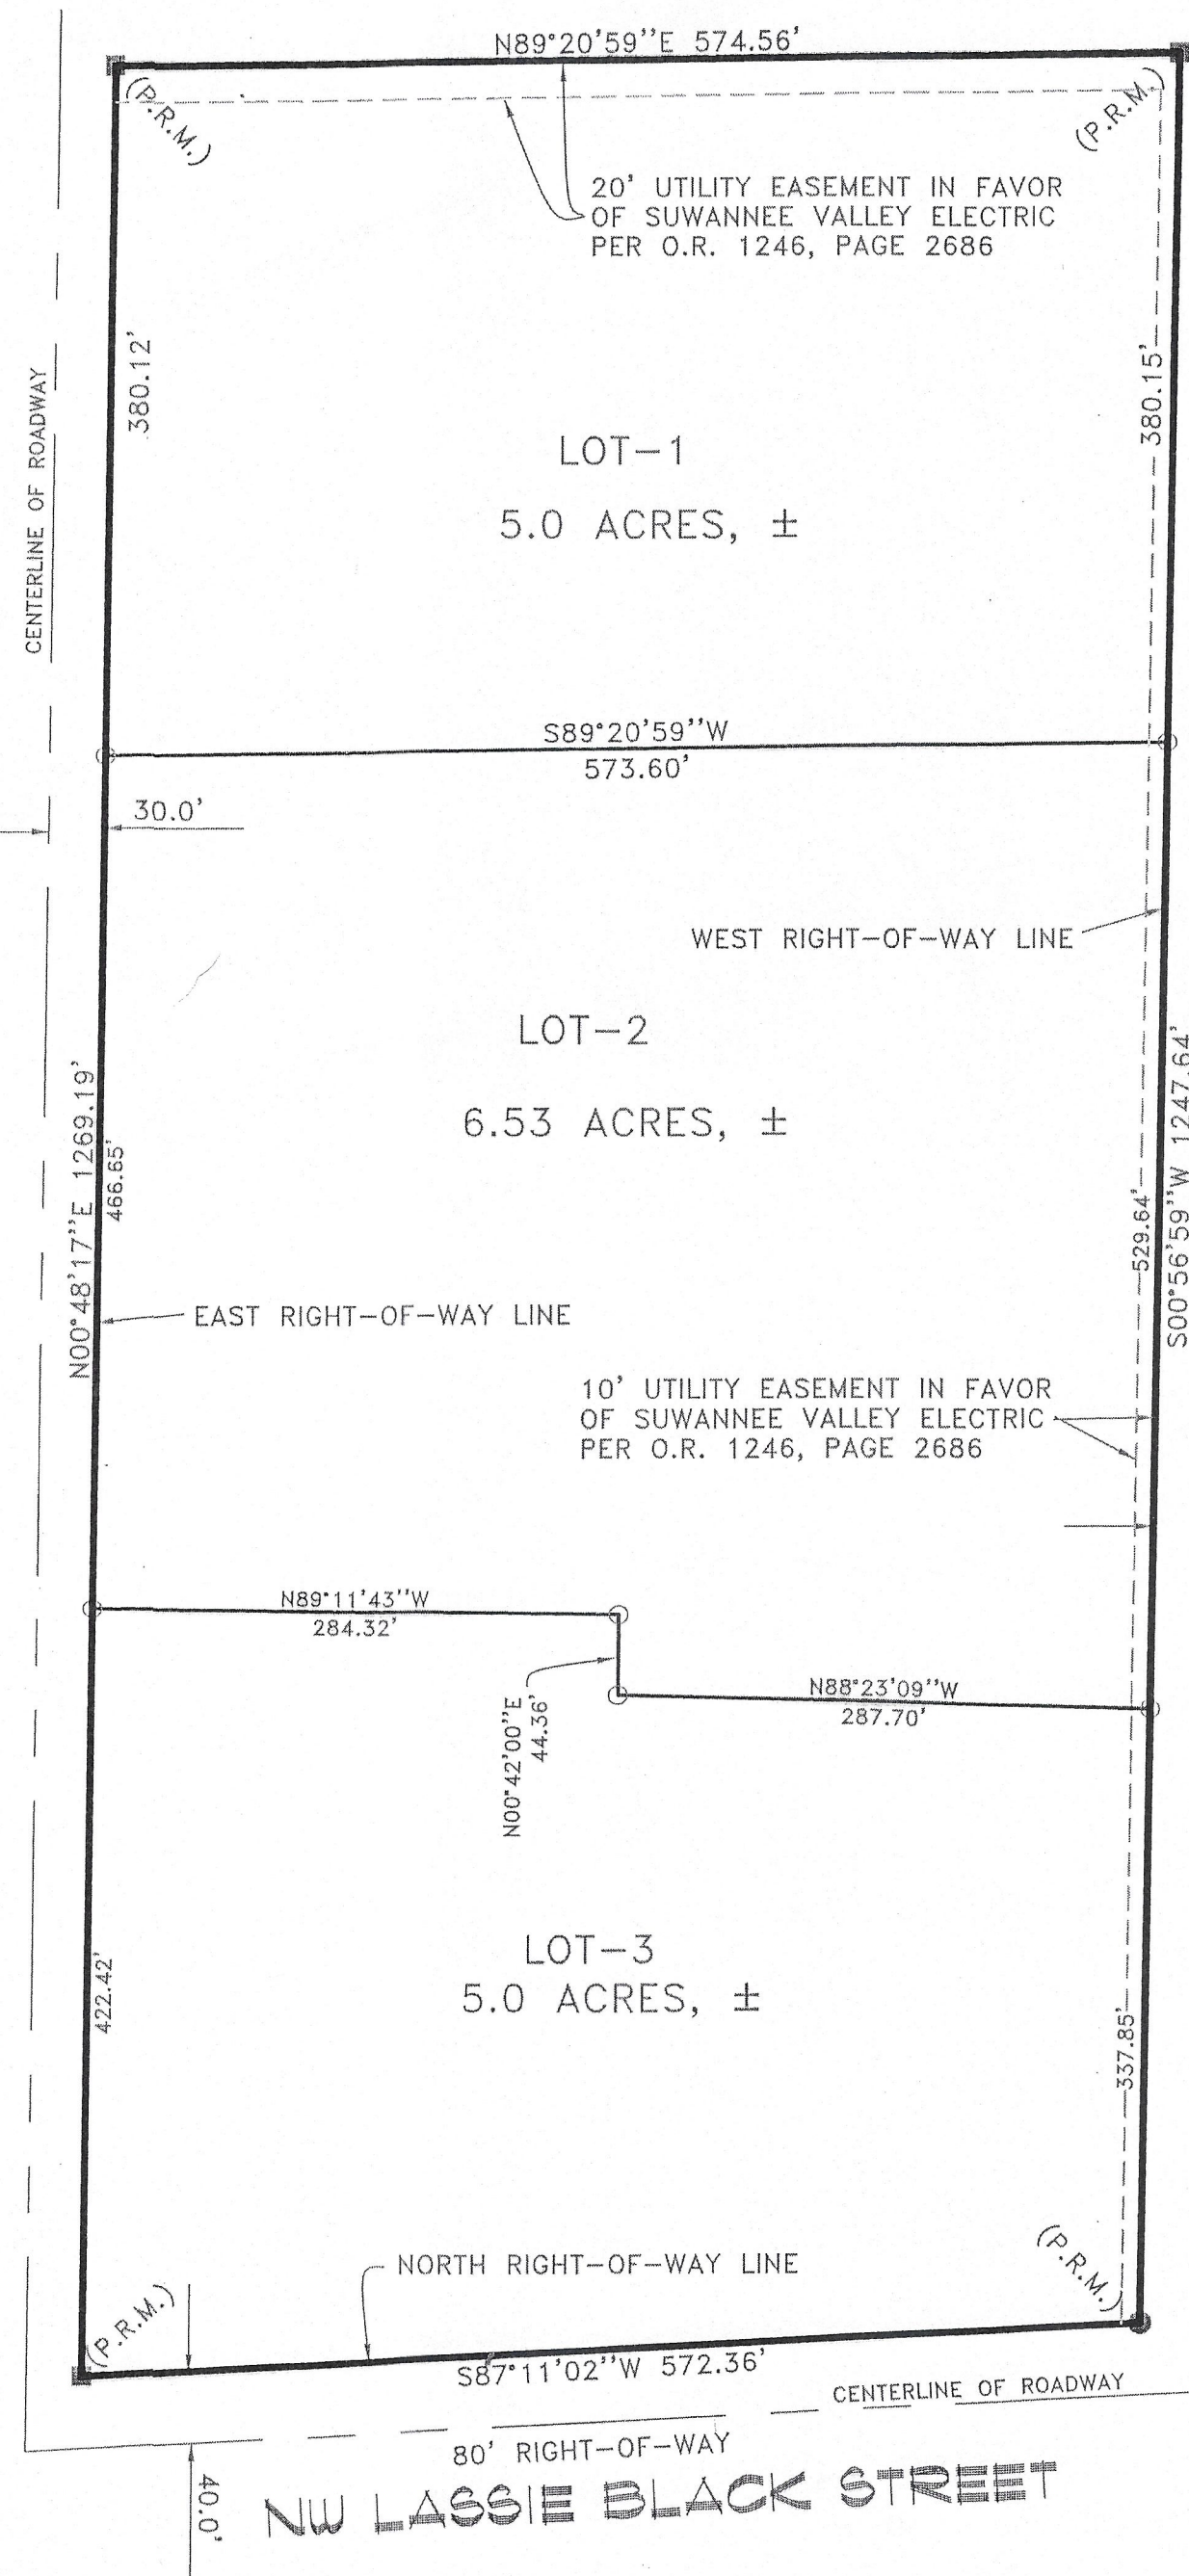 N89°20'59''E 574.56'
(P.R.M.)
(P.R.M.)
20' UTILITY EASEMENT IN FAVOR
OF SUWANNEE VALLEY ELECTRIC
PER O.R. 1246, PAGE 2686
380.12'
380.15'
CENTERLINE OF ROADWAY
LOT-1
5.0 ACRES, ±
S89°20'59''W
573.60'
30.0'
WEST RIGHT-OF-WAY LINE
LOT-2
6.53 ACRES, ±
N00°48'17''E 1269.19'
466.65'
529.64'
S00°56'59''W 1247.64'
EAST RIGHT-OF-WAY LINE
10' UTILITY EASEMENT IN FAVOR
OF SUWANNEE VALLEY ELECTRIC
PER O.R. 1246, PAGE 2686
N89°11'43''W
284.32'
N00°42'00''E
44.36'
N88°23'09''W
287.70'
LOT-3
5.0 ACRES, ±
422.42'
337.85'
NORTH RIGHT-OF-WAY LINE
(P.R.M.)
(P.R.M.)
S87°11'02''W 572.36'
CENTERLINE OF ROADWAY
80' RIGHT-OF-WAY
40.0'
NW LASSIE BLACK STREET